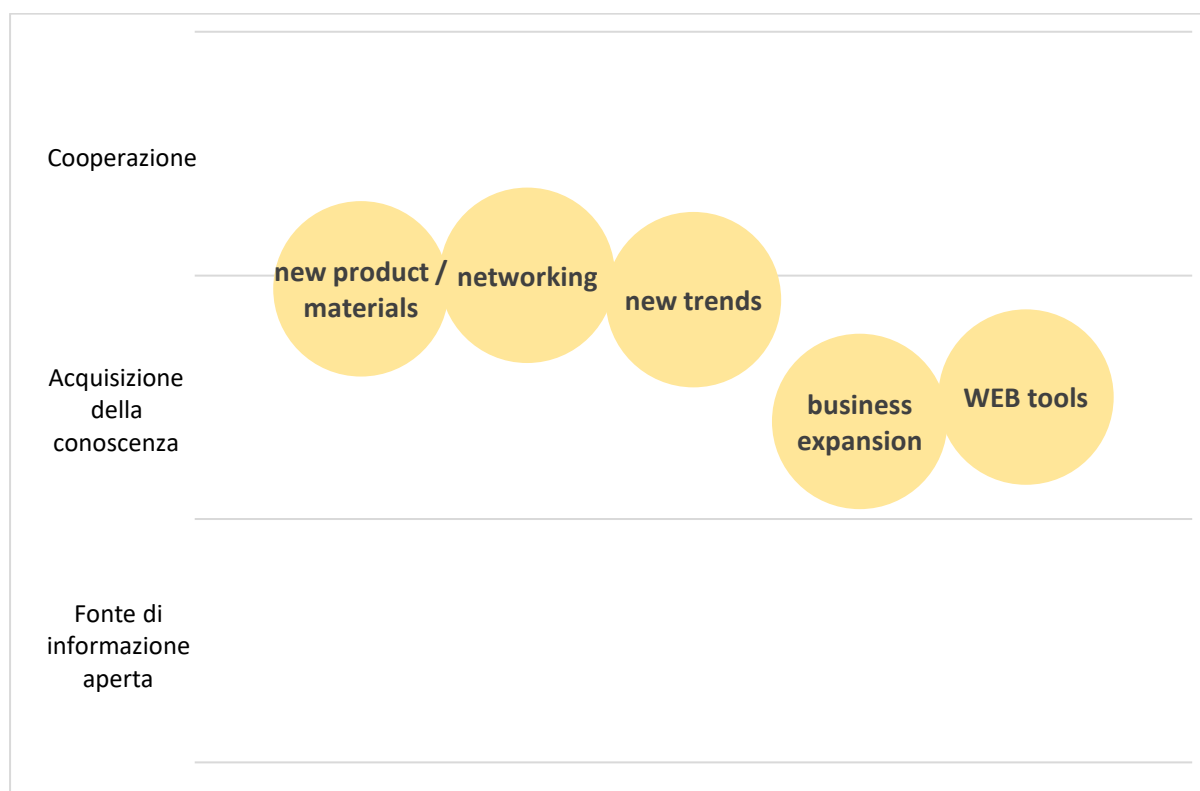 Cooperazione
new product /
materials
networking
new trends
Acquisizione
della
conoscenza
business
expansion
WEB tools
Fonte di
informazione
aperta